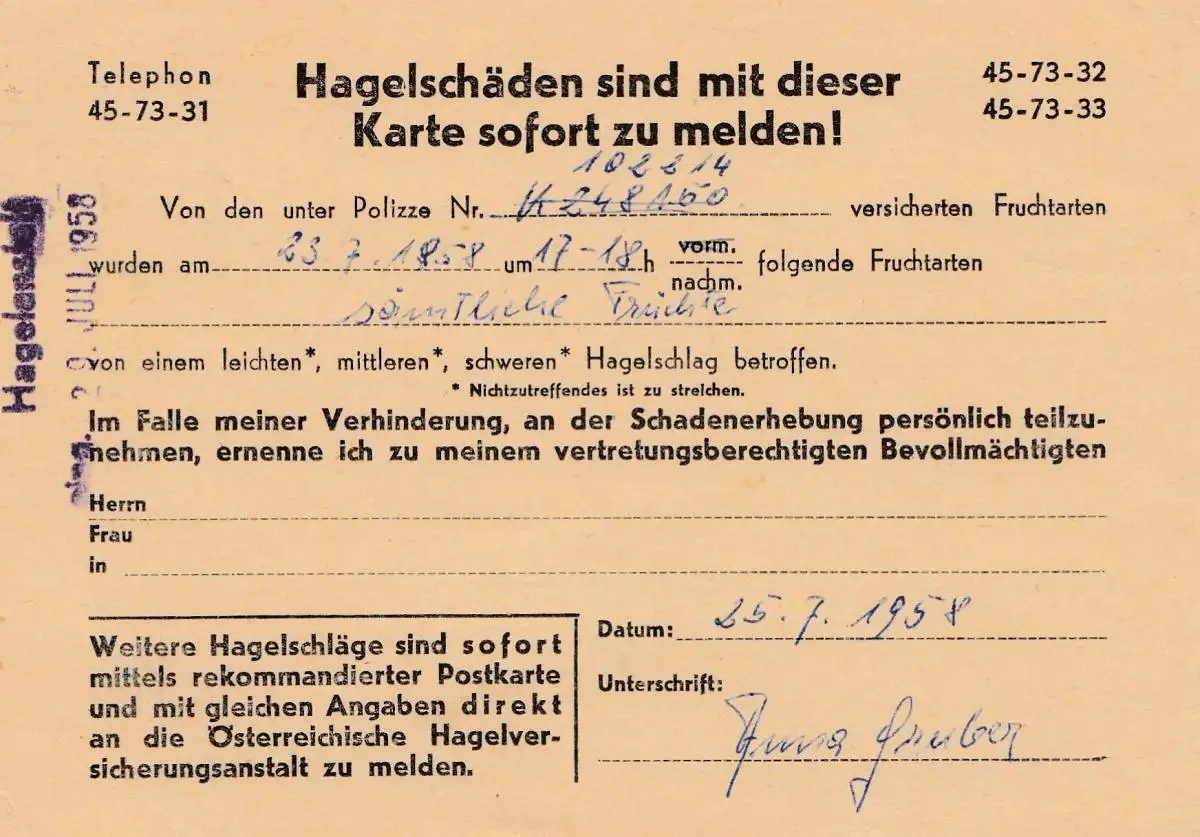 Telephon
45-73-31
Hagelschäden sind mit dieser
Karte sofort zu melden!
45-73-32
45-73-33
102814
Von den unter Polizze Nr. versicherten Fruchtarten
wurden am 23 7. 1858 um 17-18 h vorm. nachm. folgende Fruchtarten
sämtliche Früchte
von einem leichten*, mittleren*, schweren* Hagelschlag betroffen.
* Nichtzutreffendes ist zu streichen.
Im Falle meiner Verhinderung, an der Schadenerhebung persönlich teilzu-
nehmen, ernenne ich zu meinem vertretungsberechtigten Bevollmächtigten
Herrn
Frau
in
Weitere Hagelschläge sind sofort
mittels rekommandierter Postkarte
und mit gleichen Angaben direkt
an die Österreichische Hagelver-
sicherungsanstalt zu melden.
Datum: 25. 7. 1958
Unterschrift:
Anna Gruber
Hagelanstalt
JULI 1958